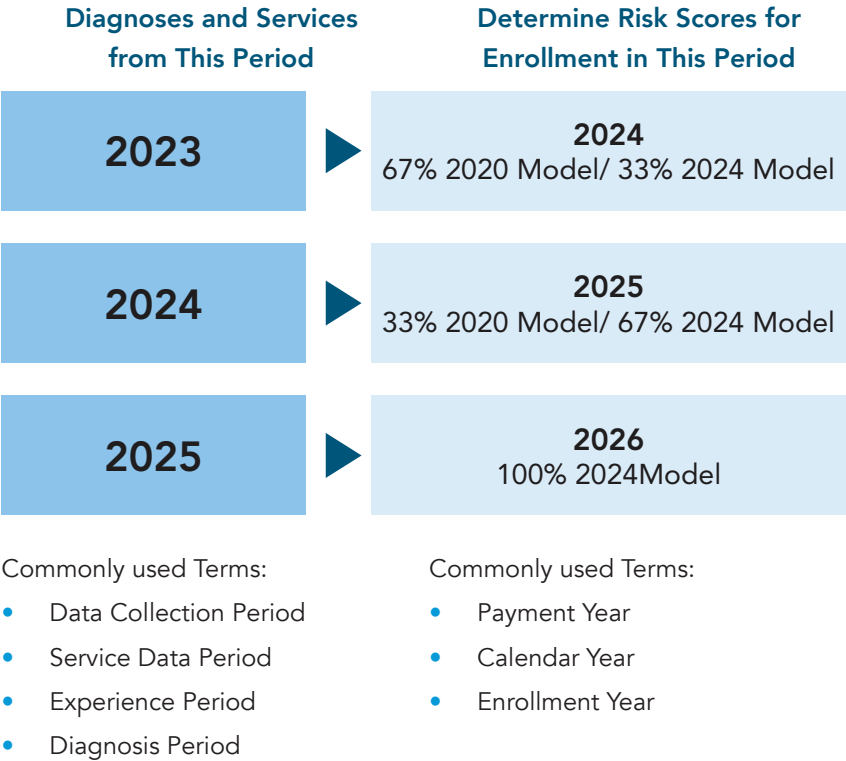 Diagnoses and Services
from This Period
Determine Risk Scores for
Enrollment in This Period
2023
2024
67% 2020 Model/ 33% 2024 Model
2024
2025
33% 2020 Model/ 67% 2024 Model
2025
2026
100% 2024Model
Commonly used Terms:
• Data Collection Period
• Service Data Period
• Experience Period
• Diagnosis Period
Commonly used Terms:
• Payment Year
• Calendar Year
• Enrollment Year